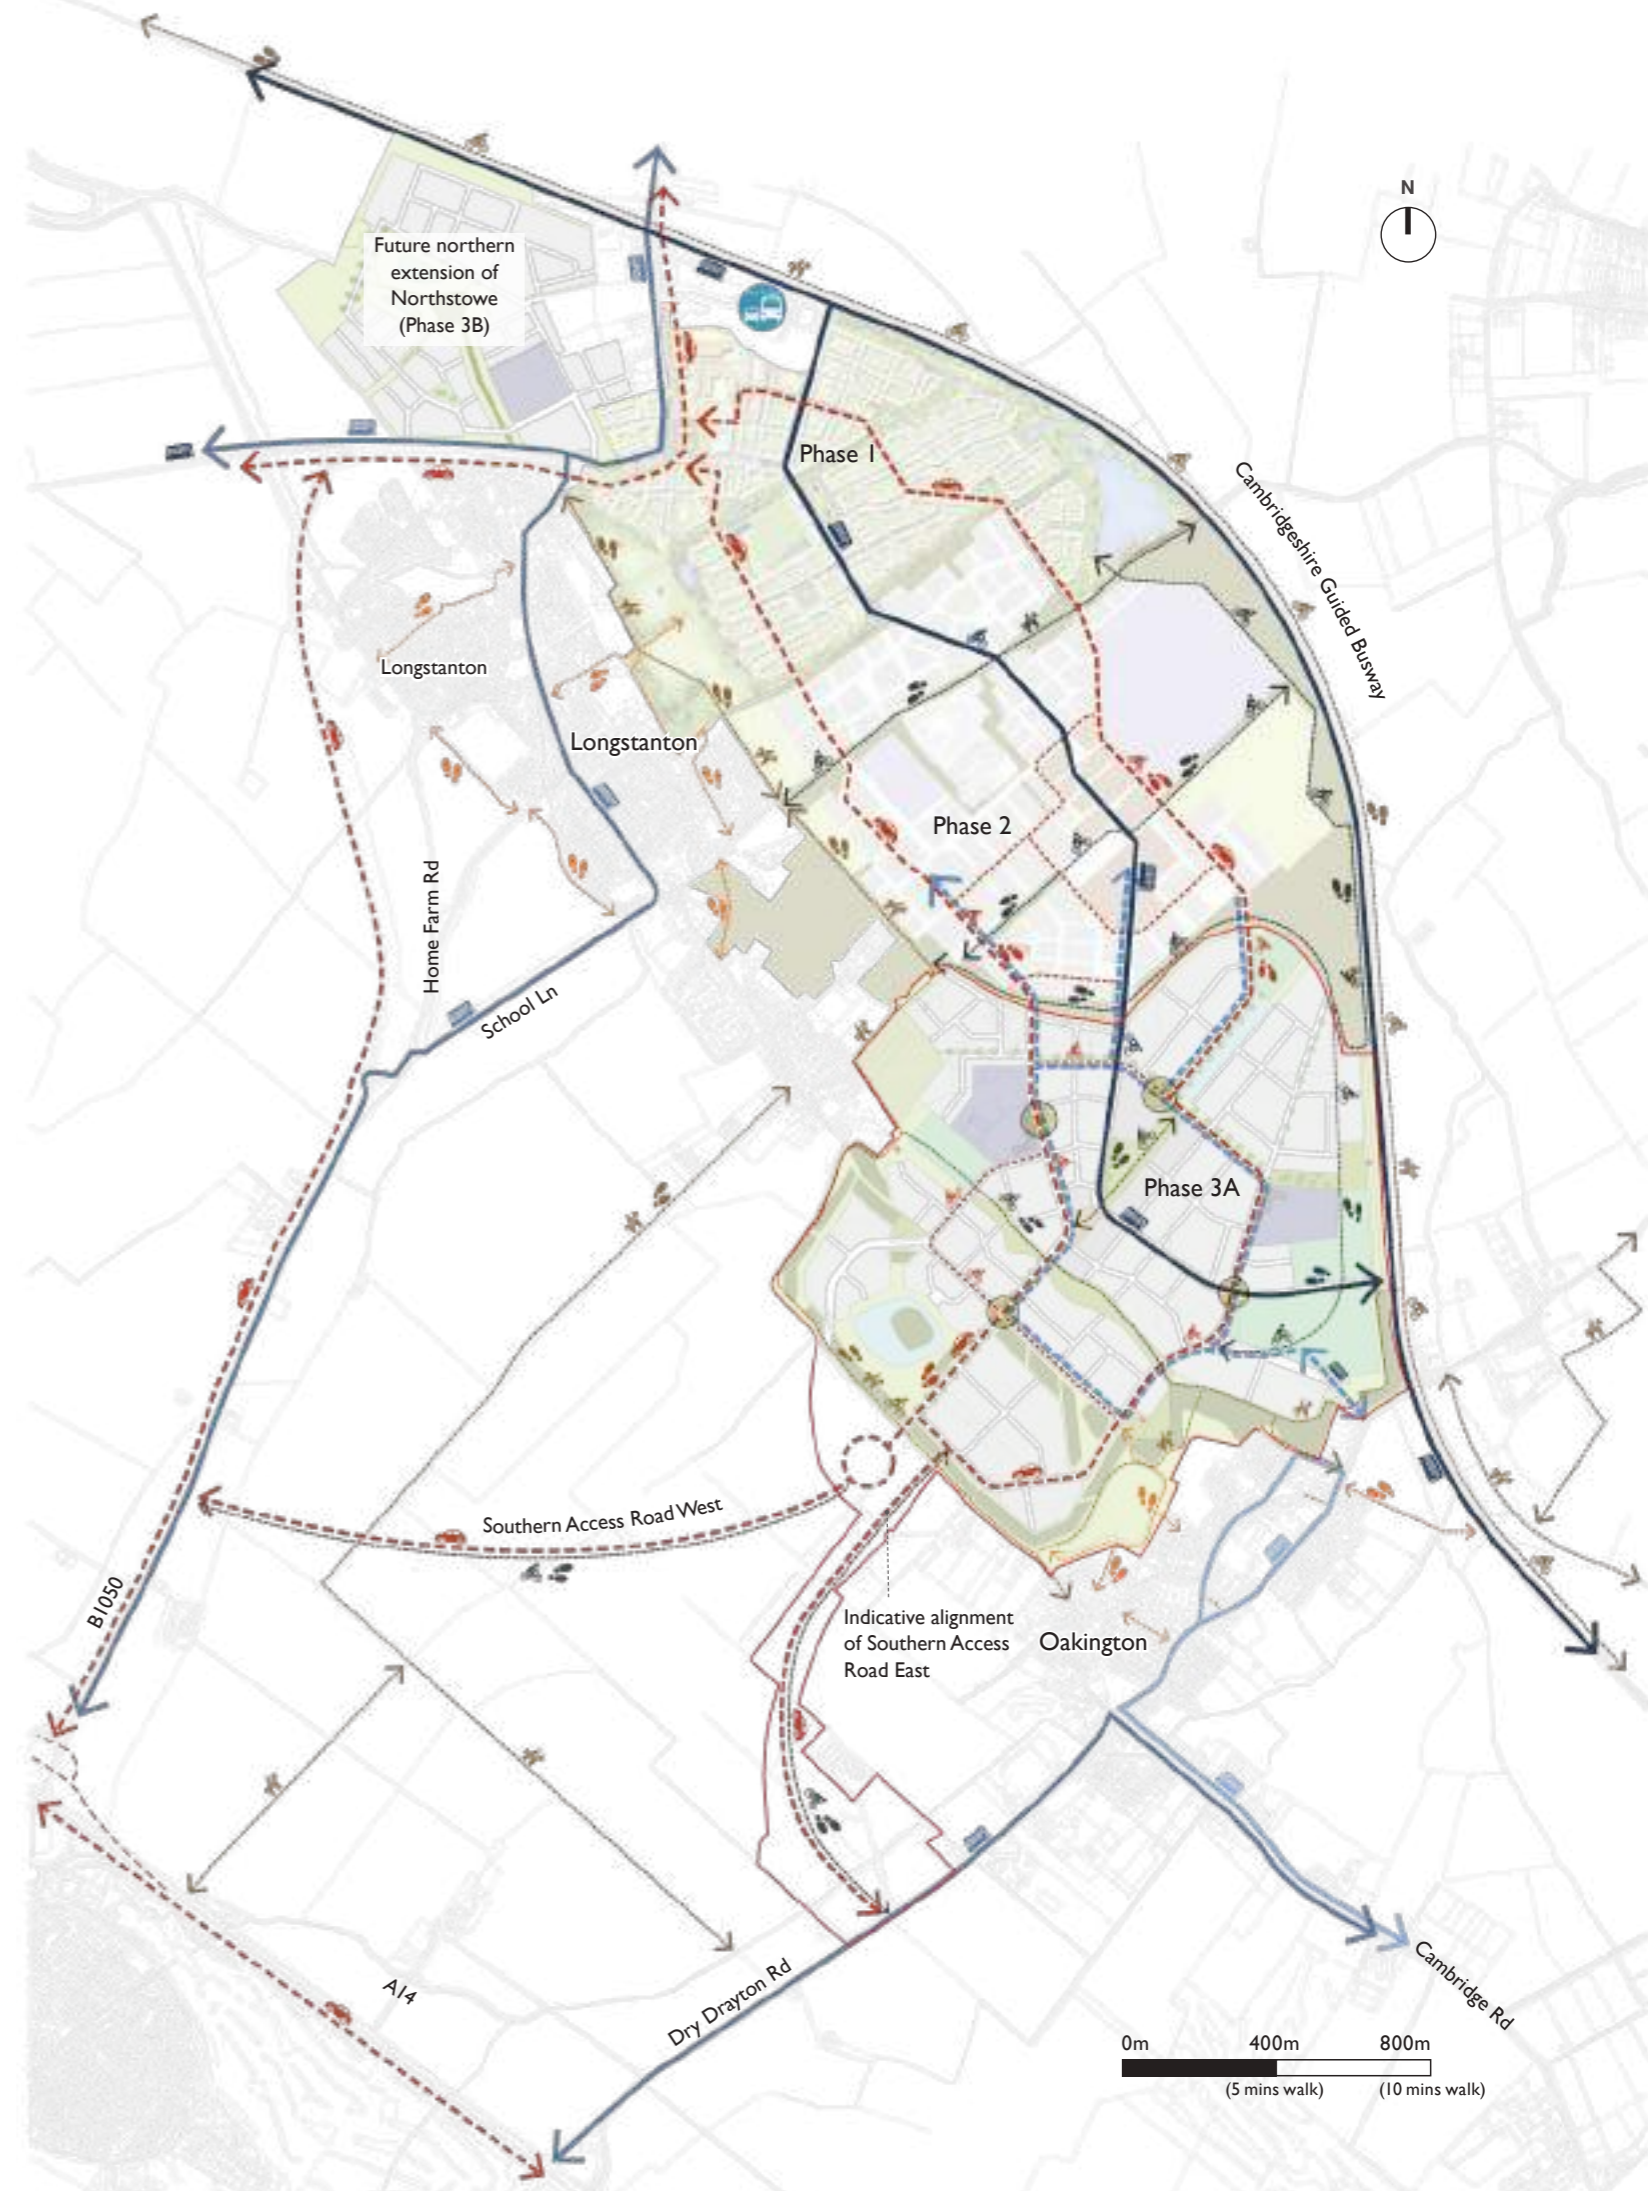 N
Future northern
extension of
Northstowe
(Phase 3B)
Phase 1
Cambridgeshire Guided Busway
Longstanton
Longstanton
Phase 2
Home Farm Rd
School Ln
Phase 3A
Southern Access Road West
B1050
Indicative alignment
of Southern Access
Road East
Oakington
A14
Dry Drayton Rd
Cambridge Rd
0m 400m 800m
(5 mins walk) (10 mins walk)